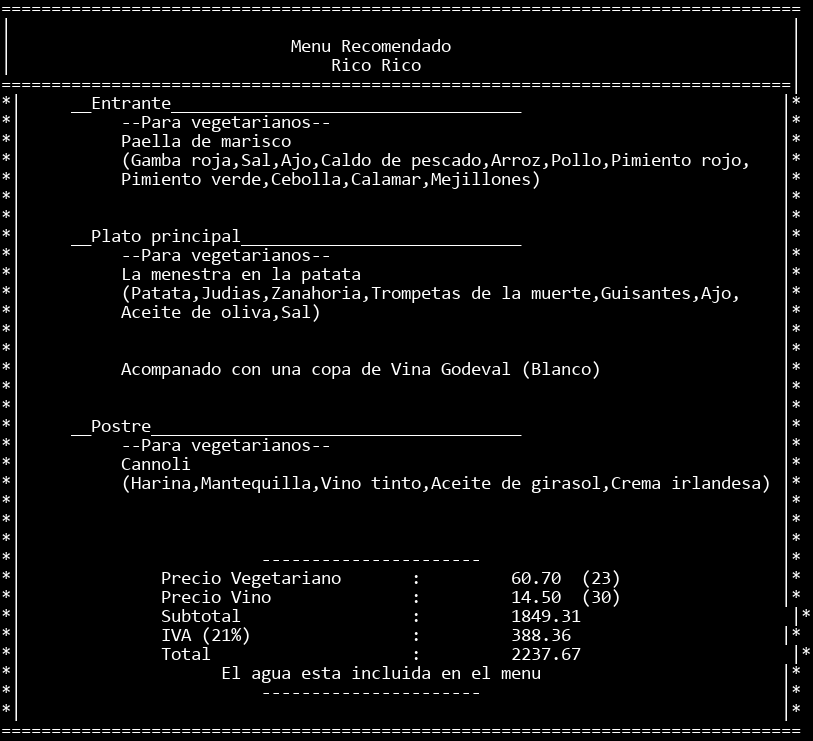 ================================================================================
Menu Recomendado
Rico Rico
================================================================================
__Entrante___________________________________
--Para vegetarianos--
Paella de marisco
(Gamba roja,Sal,Ajo,Caldo de pescado,Arroz,Pollo,Pimiento rojo,
Pimiento verde,Cebolla,Calamar,Mejillones)
__Plato principal____________________________
--Para vegetarianos--
La menestra en la patata
(Patata,Judias,Zanahoria,Trompetas de la muerte,Guisantes,Ajo,
Aceite de oliva,Sal)
Acompanado con una copa de Vina Godeval (Blanco)
__Postre_____________________________________
--Para vegetarianos--
Cannoli
(Harina,Mantequilla,Vino tinto,Aceite de girasol,Crema irlandesa)
----------------------
Precio Vegetariano : 60.70 (23)
Precio Vino : 14.50 (30)
Subtotal : 1849.31
IVA (21%) : 388.36
Total : 2237.67
El agua esta incluida en el menu
----------------------
================================================================================